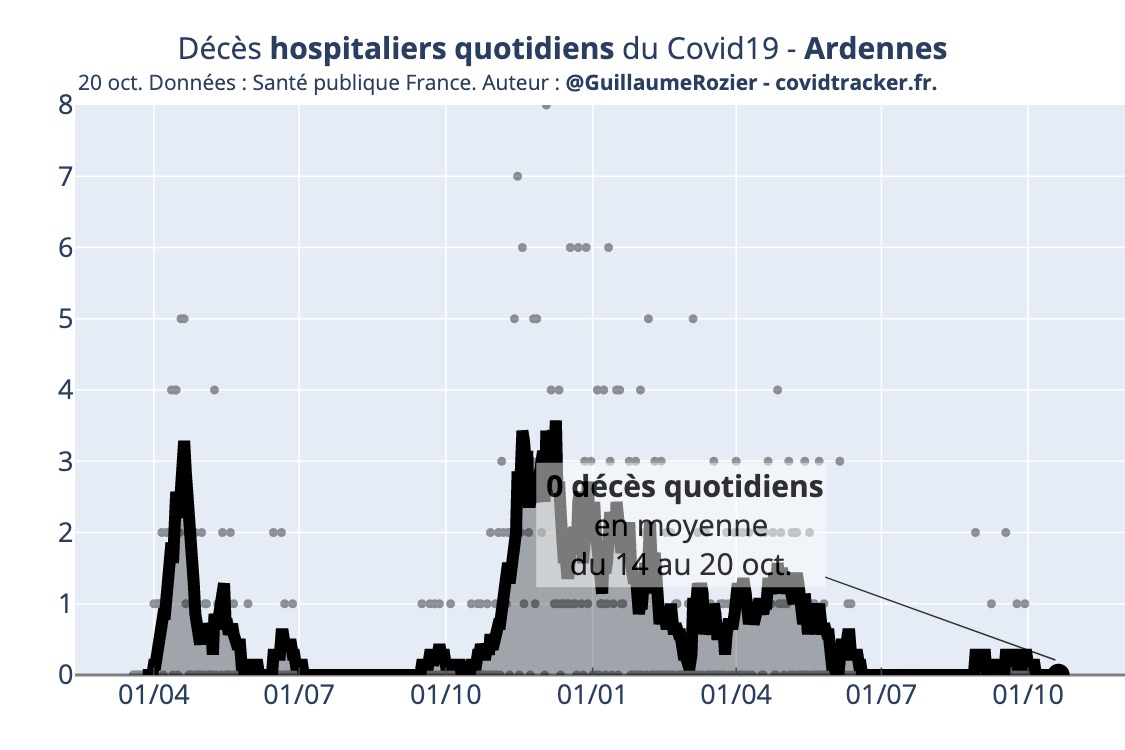 Décès hospitaliers quotidiens du Covid19 - Ardennes
20 oct. Données : Santé publique France. Auteur : @GuillaumeRozier - covidtracker.fr.
8
7
6
5
4
3
2
1
0
0 décès quotidiens
en moyenne
du 14 au 20 oct.
01/04 01/07 01/10 01/01 01/04 01/07 01/10